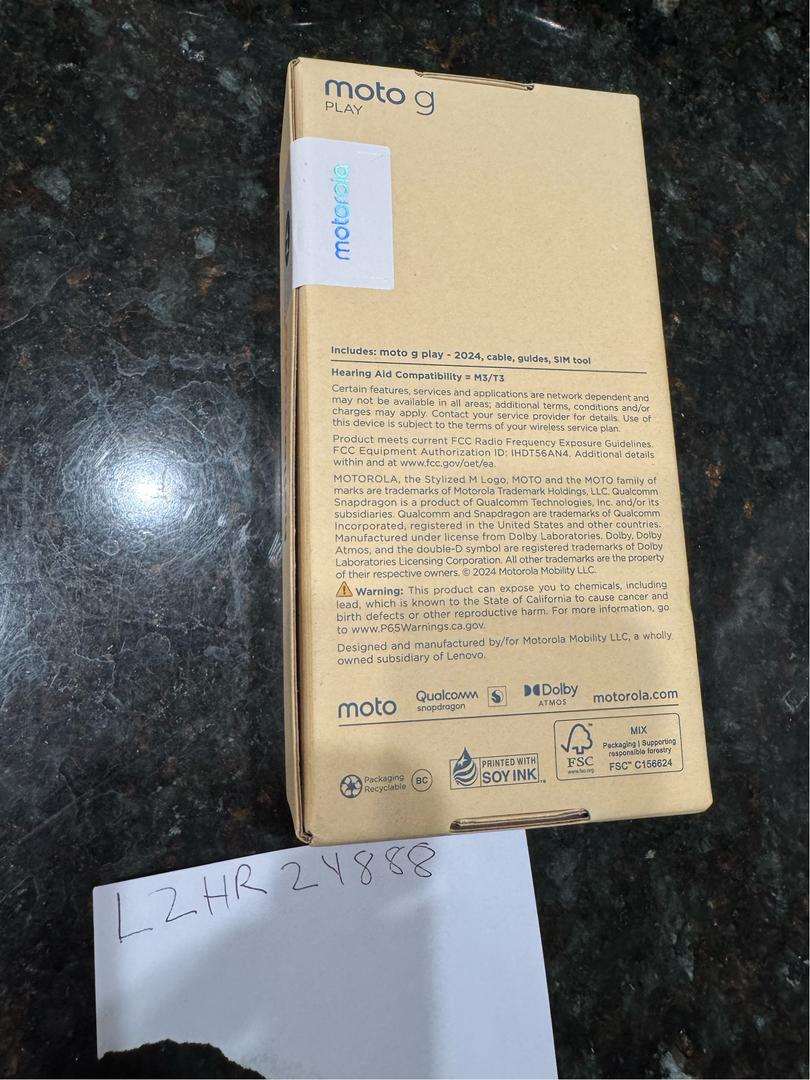 moto g
PLAY
motorola
Includes: moto g play - 2024, cable, guides, SIM tool
Hearing Aid Compatibility = M3/T3
Certain features, services and applications are network dependent and
may not be available in all areas; additional terms, conditions and/or
charges may apply. Contact your service provider for details. Use of
this device is subject to the terms of your wireless service plan.
Product meets current FCC Radio Frequency Exposure Guidelines.
FCC Equipment Authorization ID: IHDT56AN4. Additional details
within and at www.fcc.gov/oet/ea.
MOTOROLA, the Stylized M Logo, MOTO and the MOTO family of
marks are trademarks of Motorola Trademark Holdings, LLC. Qualcomm
Snapdragon is a product of Qualcomm Technologies, Inc. and/or its
subsidiaries. Qualcomm and Snapdragon are trademarks of Qualcomm
Incorporated, registered in the United States and other countries.
Manufactured under license from Dolby Laboratories. Dolby, Dolby
Atmos, and the double-D symbol are registered trademarks of Dolby
Laboratories Licensing Corporation. All other trademarks are the property
of their respective owners. © 2024 Motorola Mobility LLC.
Warning: This product can expose you to chemicals, including
lead, which is known to the State of California to cause cancer and
birth defects or other reproductive harm. For more information, go
to www.P65Warnings.ca.gov.
Designed and manufactured by/for Motorola Mobility LLC, a wholly
owned subsidiary of Lenovo.
moto
Qualcomm
snapdragon
Dolby
ATMOS
motorola.com
Packaging
Recyclable
BC
PRINTED WITH
SOY INK™
FSC
www.fsc.org
MIX
Packaging | Supporting
responsible forestry
FSC™ C156624
LZHR24888